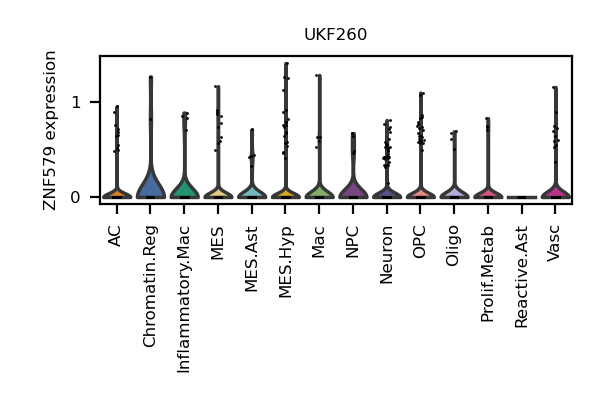 UKF260
ZNF579 expression
1
0
AC
Chromatin.Reg
Inflammatory.Mac
MES
MES.Ast
MES.Hyp
Mac
NPC
Neuron
OPC
Oligo
Prolif.Metab
Reactive.Ast
Vasc